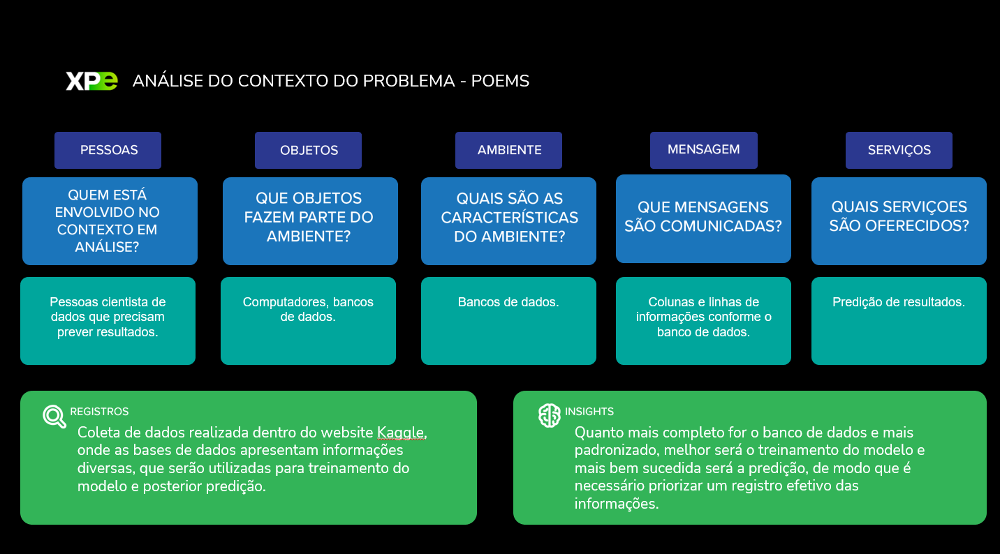 XPe ANÁLISE DO CONTEXTO DO PROBLEMA - POEMS
PESSOAS
QUEM ESTÁ
ENVOLVIDO NO
CONTEXTO EM
ANÁLISE?
Pessoas cientista de
dados que precisam
prever resultados.
OBJETOS
QUE OBJETOS
FAZEM PARTE DO
AMBIENTE?
Computadores, bancos
de dados.
AMBIENTE
QUAIS SÃO AS
CARACTERÍSTICAS
DO AMBIENTE?
Bancos de dados.
MENSAGEM
QUE MENSAGENS
SÃO COMUNICADAS?
Colunas e linhas de
informações conforme o
banco de dados.
SERVIÇOS
QUAIS SERVIÇOES
SÃO OFERECIDOS?
Predição de resultados.
REGISTROS
Coleta de dados realizada dentro do website Kaggle,
onde as bases de dados apresentam informações
diversas, que serão utilizadas para treinamento do
modelo e posterior predição.
INSIGHTS
Quanto mais completo for o banco de dados e mais
padronizado, melhor será o treinamento do modelo e
mais bem sucedida será a predição, de modo que é
necessário priorizar um registro efetivo das
informações.